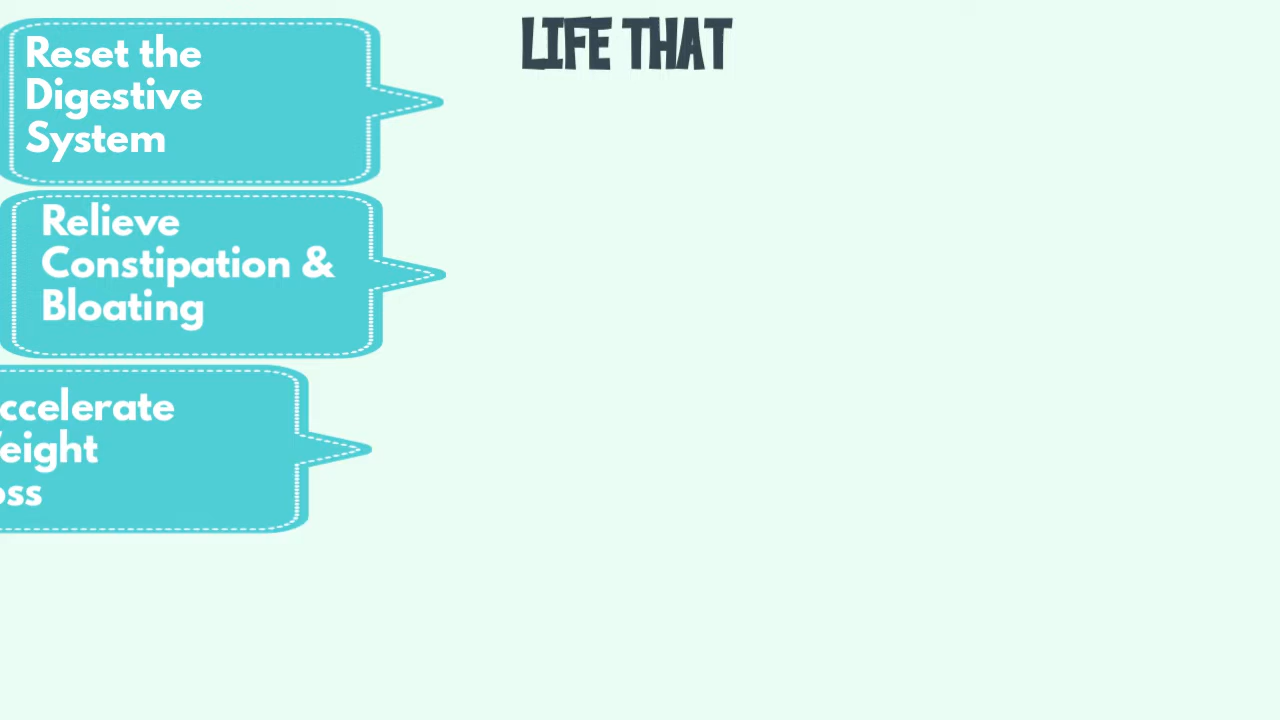 LIFE THAT
Reset the
Digestive
System
Relieve
Constipation &
Bloating
ccelerate
eight
oss